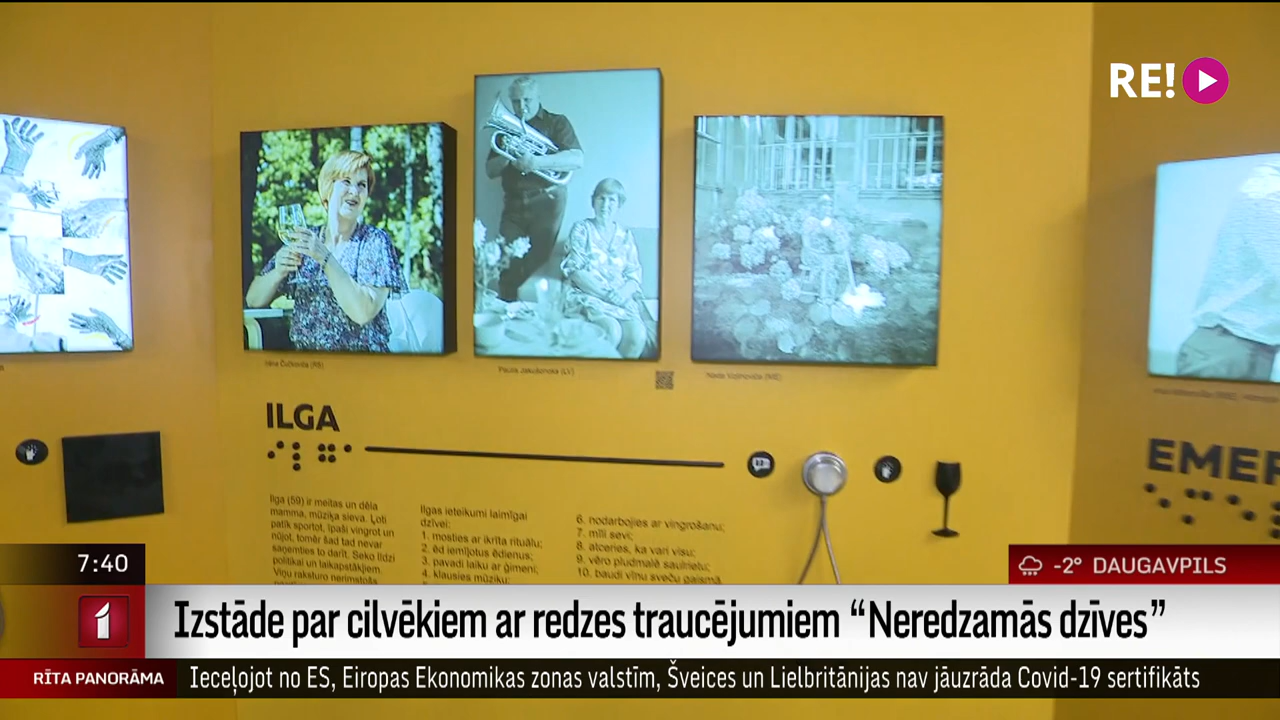 RE!
ILGA
EMER
Ilga (59) ir meitas un dēla
mamma, mūziķa sieva. Ļoti
patīk sportot, īpaši vingrot un
nūjot, tomēr šad tad nevar
saņemties to darīt. Seko līdzi
politikai un laikapstākļiem.
Viņu raksturo nerimstoša
Ilgas ieteikumi laimīgai
dzīvei:
1. mosties ar ikrīta rituālu;
2. ēd iemīļotus ēdienus;
3. pavadi laiku ar ģimeni;
4. klausies mūziku;
6. nodarbojies ar vingrošanu;
7. mīli sevi;
8. atceries, ka vari visu;
9. vēro pludmalē saulrietu;
10. baudi vīnu sveču gaismā
7:40
-2° DAUGAVPILS
1
Izstāde par cilvēkiem ar redzes traucējumiem “Neredzamās dzīves”
RĪTA PANORĀMA
Ieceļojot no ES, Eiropas Ekonomikas zonas valstīm, Šveices un Lielbritānijas nav jāuzrāda Covid-19 sertifikāts